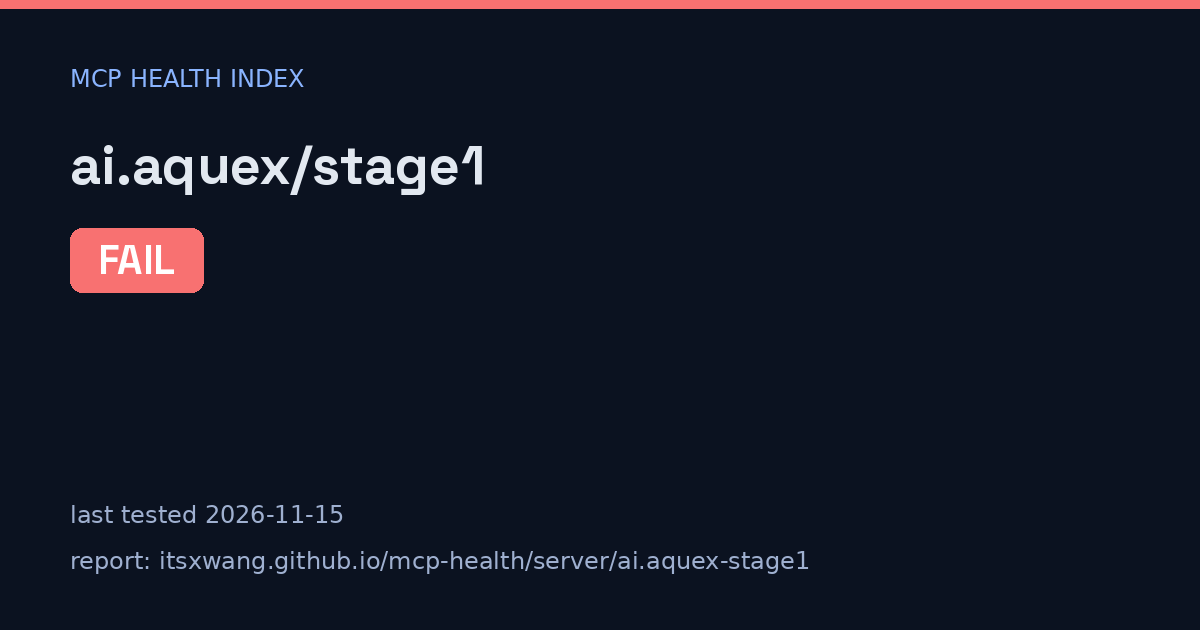 MCP HEALTH INDEX
ai.aquex/stage1
FAIL
last tested 2026-11-15
report: itsxwang.github.io/mcp-health/server/ai.aquex-stage1